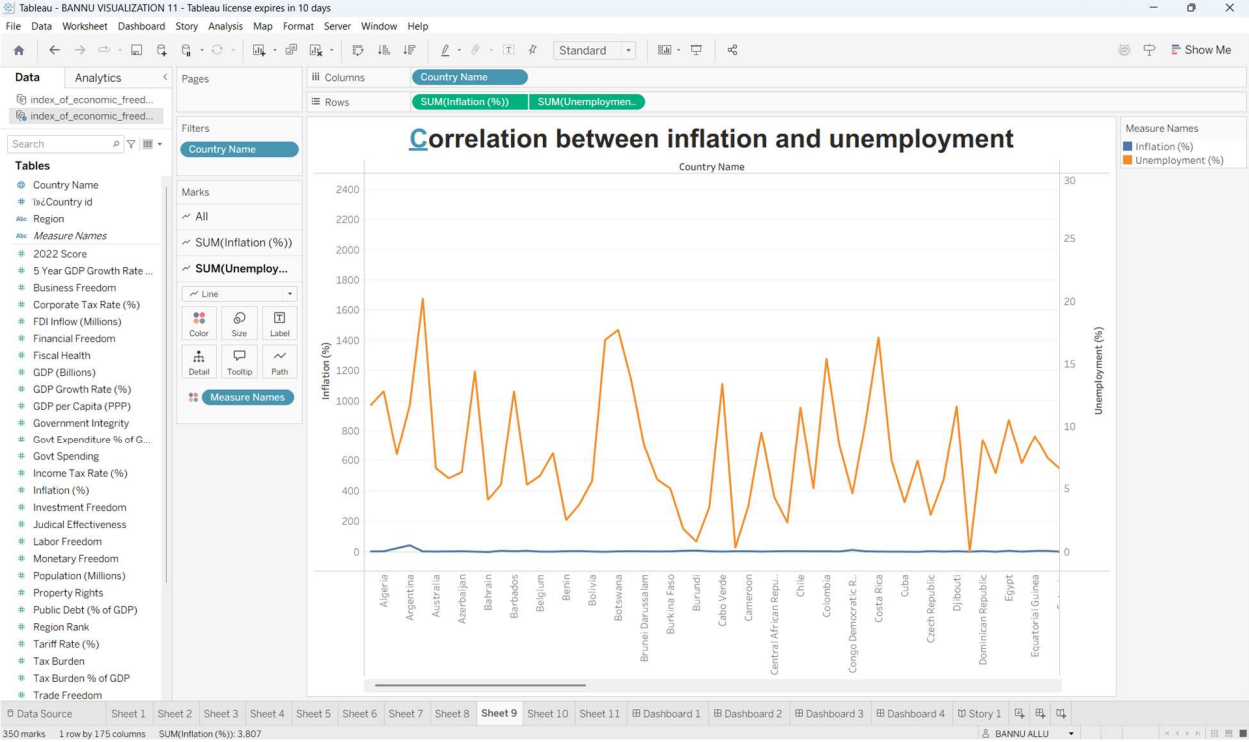 Tableau - BANNU VISUALIZATION 11 - Tableau license expires in 10 days
File Data Worksheet Dashboard Story Analysis Map Format Server Window Help
Standard
Show Me
Data Analytics
index_of_economic_freed...
index_of_economic_freed...
Search
Tables
Country Name
# ï»¿Country id
Abc Region
Abc Measure Names
# 2022 Score
# 5 Year GDP Growth Rate ...
# Business Freedom
# Corporate Tax Rate (%)
# FDI Inflow (Millions)
# Financial Freedom
# Fiscal Health
# GDP (Billions)
# GDP Growth Rate (%)
# GDP per Capita (PPP)
# Government Integrity
# Govt Expenditure % of G...
# Govt Spending
# Income Tax Rate (%)
# Inflation (%)
# Investment Freedom
# Judical Effectiveness
# Labor Freedom
# Monetary Freedom
# Population (Millions)
# Property Rights
# Public Debt (% of GDP)
# Region Rank
# Tariff Rate (%)
# Tax Burden
# Tax Burden % of GDP
# Trade Freedom
Pages
Filters
Country Name
Marks
All
SUM(Inflation (%))
SUM(Unemploy...
Line
Color Size Label
Detail Tooltip Path
Measure Names
iii Columns Country Name
Rows SUM(Inflation (%)) SUM(Unemploymen..
Correlation between inflation and unemployment
Country Name
Inflation (%)
2400
2200
2000
1800
1600
1400
1200
1000
800
600
400
200
0
30
25
20
15
10
5
0
Unemployment (%)
Algeria
Argentina
Australia
Azerbaijan
Bahrain
Barbados
Belgium
Benin
Bolivia
Botswana
Brunei Darussalam
Burkina Faso
Burundi
Cabo Verde
Cameroon
Central African Repu..
Chile
Colombia
Congo Democratic R..
Costa Rica
Cuba
Czech Republic
Djibouti
Dominican Republic
Egypt
Equatorial Guinea
Measure Names
Inflation (%)
Unemployment (%)
Data Source Sheet 1 Sheet 2 Sheet 3 Sheet 4 Sheet 5 Sheet 6 Sheet 7 Sheet 8 Sheet 9 Sheet 10 Sheet 11 Dashboard 1 Dashboard 2 Dashboard 3 Dashboard 4 Story 1
350 marks 1 row by 175 columns SUM(Inflation (%)): 3,807 BANNU ALLU